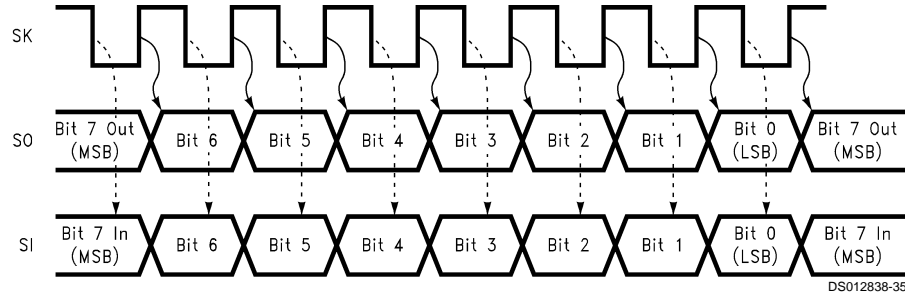 SK
SO
Bit 7 Out
(MSB)
Bit 6
Bit 5
Bit 4
Bit 3
Bit 2
Bit 1
Bit 0
(LSB)
Bit 7 Out
(MSB)
SI
Bit 7 In
(MSB)
Bit 6
Bit 5
Bit 4
Bit 3
Bit 2
Bit 1
Bit 0
(LSB)
Bit 7 In
(MSB)
DS012838-35